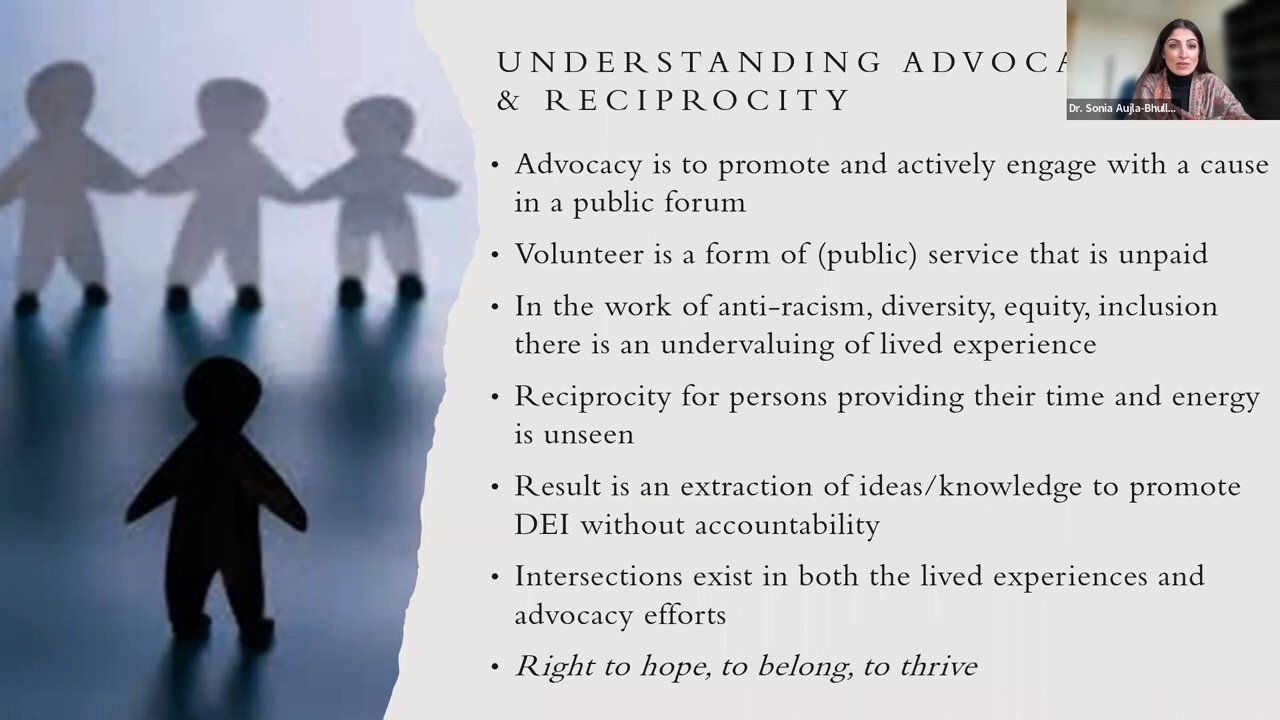 UNDERSTANDING ADVOCA
& RECIPROCITY
Dr. Sonia Aujla-Bhull...
• Advocacy is to promote and actively engage with a cause
in a public forum
• Volunteer is a form of (public) service that is unpaid
• In the work of anti-racism, diversity, equity, inclusion
there is an undervaluing of lived experience
• Reciprocity for persons providing their time and energy
is unseen
• Result is an extraction of ideas/knowledge to promote
DEI without accountability
• Intersections exist in both the lived experiences and
advocacy efforts
• Right to hope, to belong, to thrive